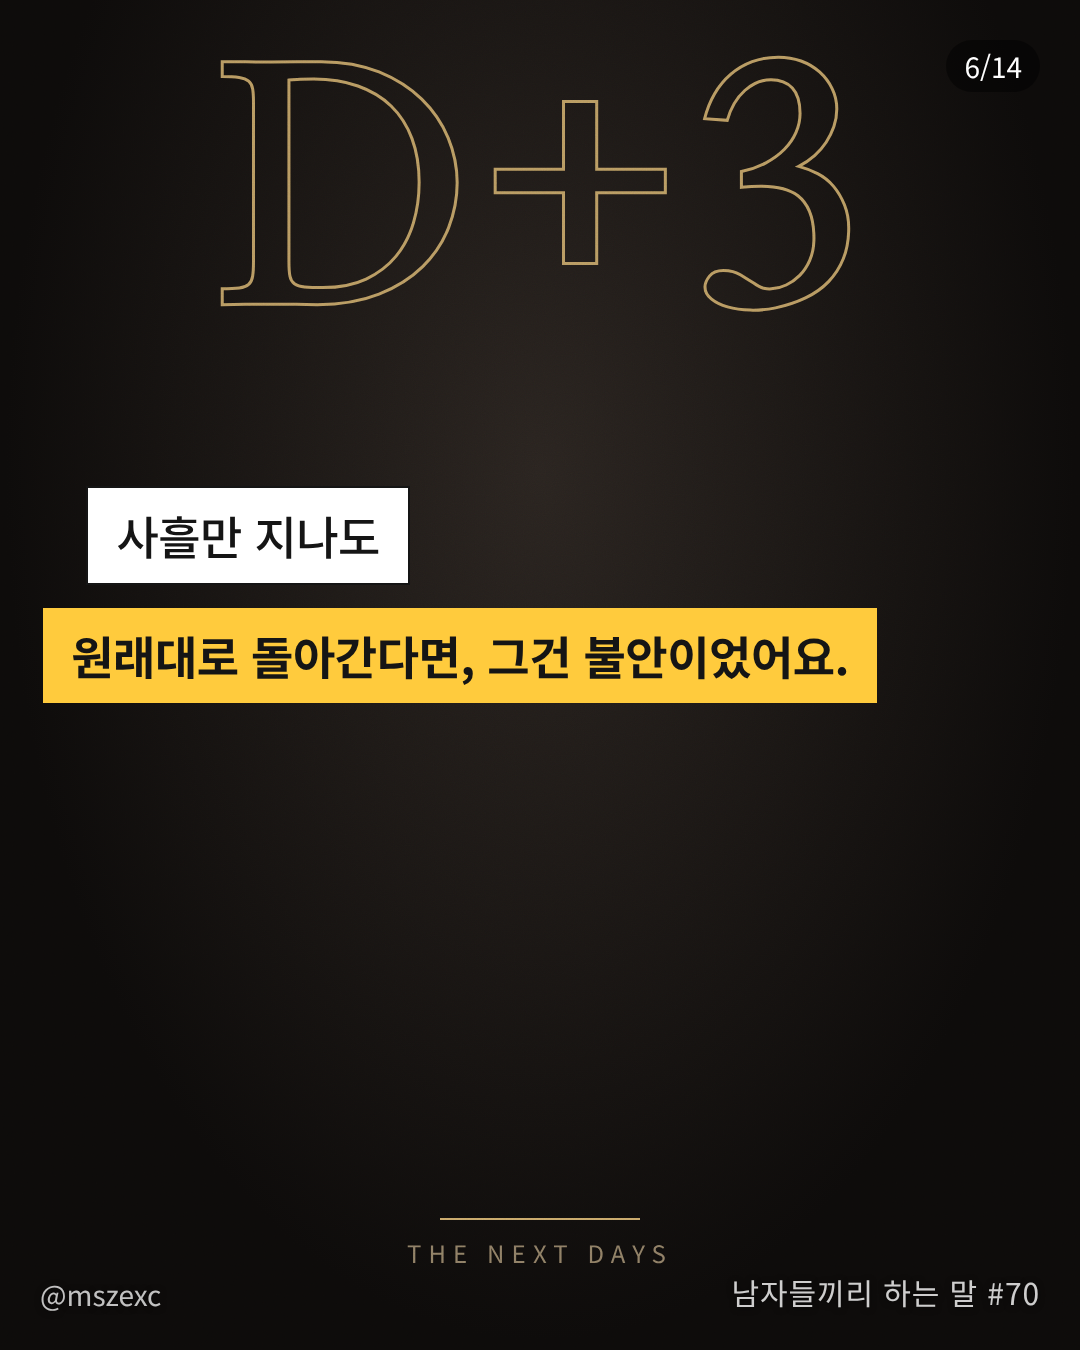 D+3
6/14
사흘만 지나도
원래대로 돌아간다면, 그건 불안이었어요.
THE NEXT DAYS
@mszexc
남자들끼리 하는 말 #70